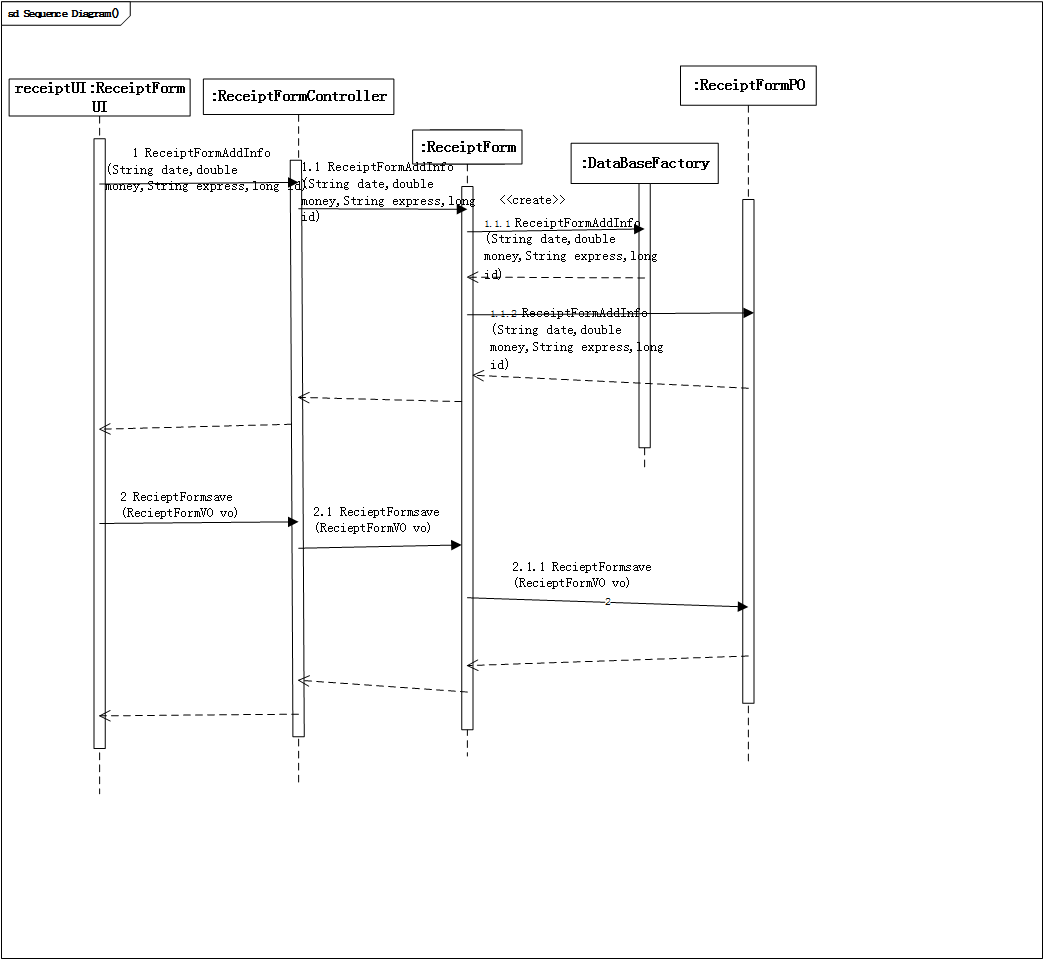 sd Sequence Diagram()
receiptUI:ReceiptForm
UI
:ReceiptFormController
:ReceiptForm
:DataBaseFactory
:ReceiptFormPO
1 ReceiptFormAddInfo
(String date,double
money,String express,long id)
1.1 ReceiptFormAddInfo
(String date,double
money,String express,long
id)
<<create>>
1.1.1 ReceiptFormAddInfo
(String date,double
money,String express,long
id)
1.1.2 ReceiptFormAddInfo
(String date,double
money,String express,long
id)
2 RecieptFormsave
(RecieptFormVO vo)
2.1 RecieptFormsave
(RecieptFormVO vo)
2.1.1 RecieptFormsave
(RecieptFormVO vo)
2